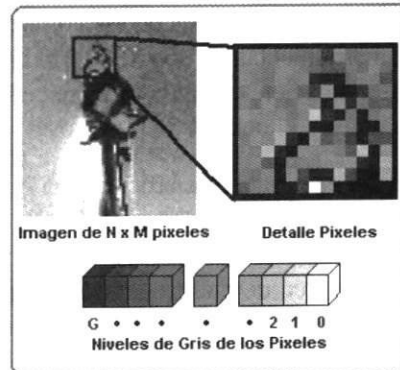 Imagen de N x M pixeles
Detalle Pixeles
G • • • • • 2 1 0
Niveles de Gris de los Pixeles